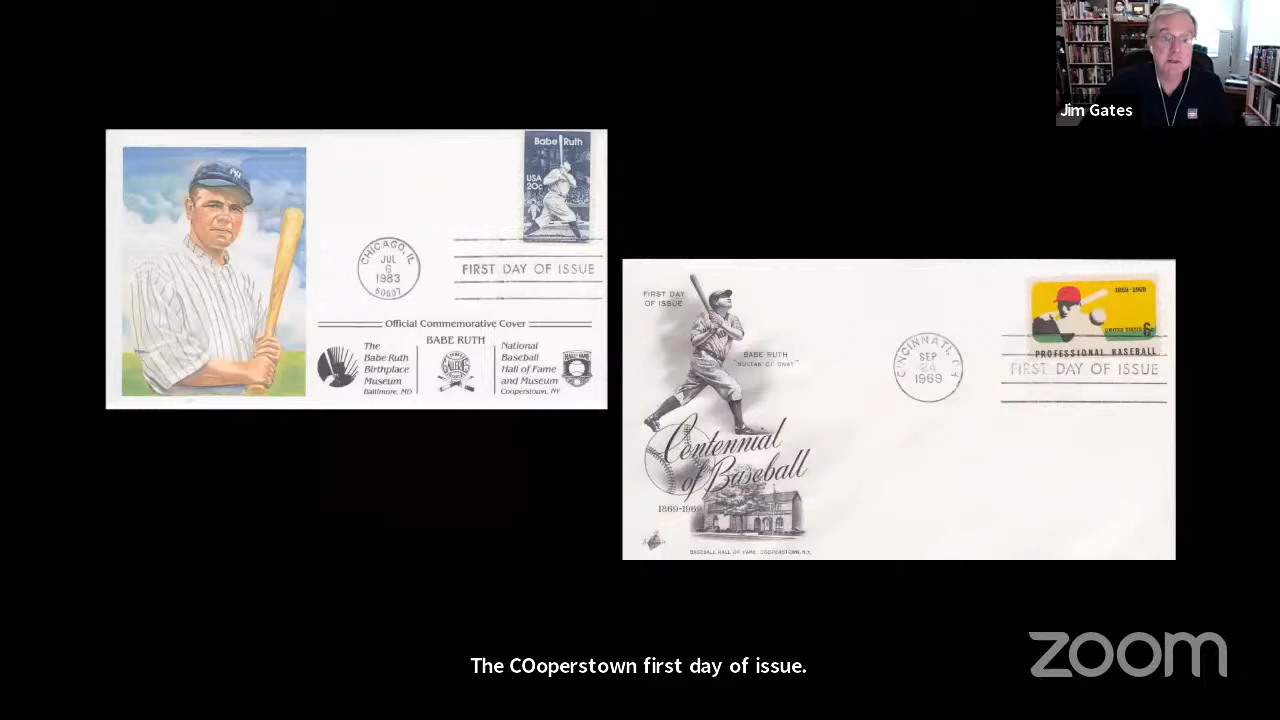 Jim Gates
Babe Ruth
USA
20c
CHICAGO, IL
JUL
6
1983
60607
FIRST DAY OF ISSUE
Official Commemorative Cover
BABE RUTH
The
Babe Ruth
Birthplace
Museum
Baltimore, MD
National
Baseball
Hall of Fame
and Museum
Cooperstown, NY
FIRST DAY
OF ISSUE
BABE RUTH
"SULTAN OF SWAT"
Centennial
of Baseball
1869-1969
BASEBALL HALL OF FAME, COOPERSTOWN, N.Y.
CINCINNATI,
SEP
24
1969
1869-1969
UNITED STATES 6c
PROFESSIONAL BASEBALL
FIRST DAY OF ISSUE
The COoperstown first day of issue.
zoom